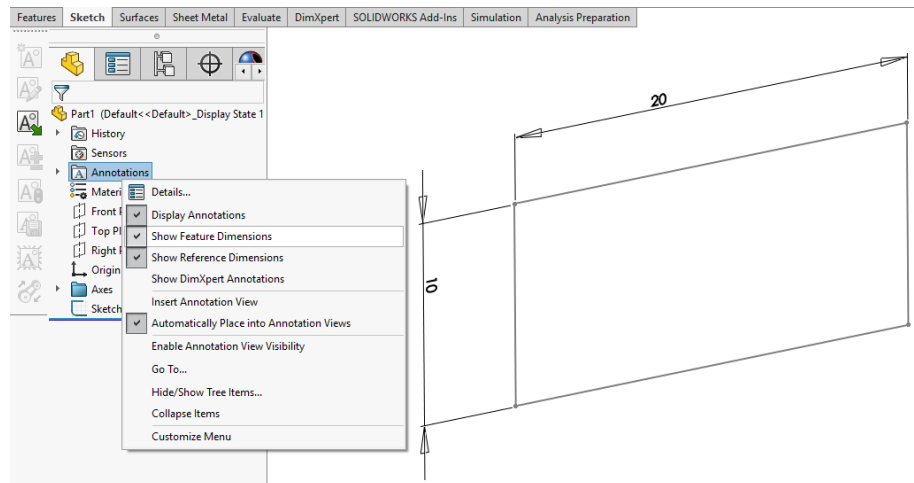 Features Sketch Surfaces Sheet Metal Evaluate DimXpert SOLIDWORKS Add-Ins Simulation Analysis Preparation
Part1 (Default<<Default>_Display State 1
History
Sensors
Annotations
Materi
Front P
Top Pl
Right P
Origin
Axes
Sketch
Details...
Display Annotations
Show Feature Dimensions
Show Reference Dimensions
Show DimXpert Annotations
Insert Annotation View
Automatically Place into Annotation Views
Enable Annotation View Visibility
Go To...
Hide/Show Tree Items...
Collapse Items
Customize Menu
20
10